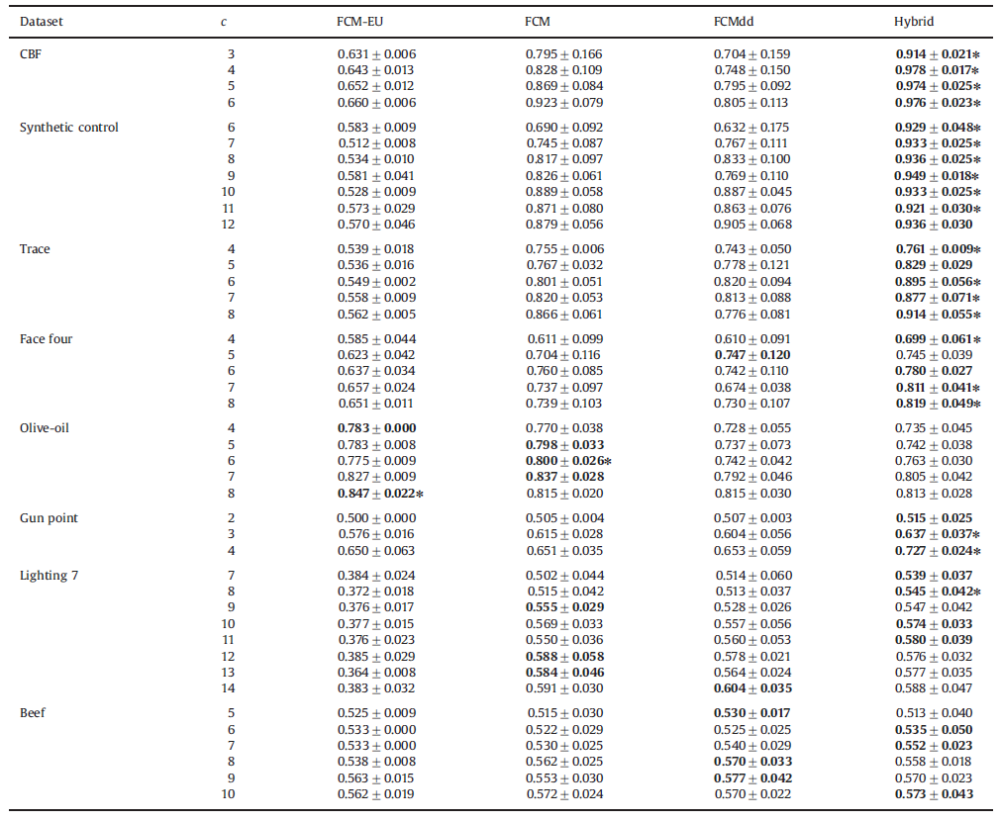 Dataset c FCM-EU FCM FCMdd Hybrid
CBF 3 0.631 ± 0.006 0.795 ± 0.166 0.704 ± 0.159 0.914 ± 0.021*
4 0.643 ± 0.013 0.828 ± 0.109 0.748 ± 0.150 0.978 ± 0.017*
5 0.652 ± 0.012 0.869 ± 0.084 0.795 ± 0.092 0.974 ± 0.025*
6 0.660 ± 0.006 0.923 ± 0.079 0.805 ± 0.113 0.976 ± 0.023*
Synthetic control 6 0.583 ± 0.009 0.690 ± 0.092 0.632 ± 0.175 0.929 ± 0.048*
7 0.512 ± 0.008 0.745 ± 0.087 0.767 ± 0.111 0.933 ± 0.025*
8 0.534 ± 0.010 0.817 ± 0.097 0.833 ± 0.100 0.936 ± 0.025*
9 0.581 ± 0.041 0.826 ± 0.061 0.769 ± 0.110 0.949 ± 0.018*
10 0.528 ± 0.009 0.889 ± 0.058 0.887 ± 0.045 0.933 ± 0.025*
11 0.573 ± 0.029 0.871 ± 0.080 0.863 ± 0.076 0.921 ± 0.030*
12 0.570 ± 0.046 0.879 ± 0.056 0.905 ± 0.068 0.936 ± 0.030
Trace 4 0.539 ± 0.018 0.755 ± 0.006 0.743 ± 0.050 0.761 ± 0.009*
5 0.536 ± 0.016 0.767 ± 0.032 0.778 ± 0.121 0.829 ± 0.029
6 0.549 ± 0.002 0.801 ± 0.051 0.820 ± 0.094 0.895 ± 0.056*
7 0.558 ± 0.009 0.820 ± 0.053 0.813 ± 0.088 0.877 ± 0.071*
8 0.562 ± 0.005 0.866 ± 0.061 0.776 ± 0.081 0.914 ± 0.055*
Face four 4 0.585 ± 0.044 0.611 ± 0.099 0.610 ± 0.091 0.699 ± 0.061*
5 0.623 ± 0.042 0.704 ± 0.116 0.747 ± 0.120 0.745 ± 0.039
6 0.637 ± 0.034 0.760 ± 0.085 0.742 ± 0.110 0.780 ± 0.027
7 0.657 ± 0.024 0.737 ± 0.097 0.674 ± 0.038 0.811 ± 0.041*
8 0.651 ± 0.011 0.739 ± 0.103 0.730 ± 0.107 0.819 ± 0.049*
Olive-oil 4 0.783 ± 0.000 0.770 ± 0.038 0.728 ± 0.055 0.735 ± 0.045
5 0.783 ± 0.008 0.798 ± 0.033 0.737 ± 0.073 0.742 ± 0.038
6 0.775 ± 0.009 0.800 ± 0.026* 0.742 ± 0.042 0.763 ± 0.030
7 0.827 ± 0.009 0.837 ± 0.028 0.792 ± 0.046 0.805 ± 0.042
8 0.847 ± 0.022* 0.815 ± 0.020 0.815 ± 0.030 0.813 ± 0.028
Gun point 2 0.500 ± 0.000 0.505 ± 0.004 0.507 ± 0.003 0.515 ± 0.025
3 0.576 ± 0.016 0.615 ± 0.028 0.604 ± 0.056 0.637 ± 0.037*
4 0.650 ± 0.063 0.651 ± 0.035 0.653 ± 0.059 0.727 ± 0.024*
Lighting 7 7 0.384 ± 0.024 0.502 ± 0.044 0.514 ± 0.060 0.539 ± 0.037
8 0.372 ± 0.018 0.515 ± 0.042 0.513 ± 0.037 0.545 ± 0.042*
9 0.376 ± 0.017 0.555 ± 0.029 0.528 ± 0.026 0.547 ± 0.042
10 0.377 ± 0.015 0.569 ± 0.033 0.557 ± 0.056 0.574 ± 0.033
11 0.376 ± 0.023 0.550 ± 0.036 0.560 ± 0.053 0.580 ± 0.039
12 0.385 ± 0.029 0.588 ± 0.058 0.578 ± 0.021 0.576 ± 0.032
13 0.364 ± 0.008 0.584 ± 0.046 0.564 ± 0.024 0.577 ± 0.035
14 0.383 ± 0.032 0.591 ± 0.030 0.604 ± 0.035 0.588 ± 0.047
Beef 5 0.525 ± 0.009 0.515 ± 0.030 0.530 ± 0.017 0.513 ± 0.040
6 0.533 ± 0.000 0.522 ± 0.029 0.525 ± 0.025 0.535 ± 0.050
7 0.533 ± 0.000 0.530 ± 0.025 0.540 ± 0.029 0.552 ± 0.023
8 0.538 ± 0.008 0.562 ± 0.025 0.570 ± 0.033 0.558 ± 0.018
9 0.563 ± 0.015 0.553 ± 0.030 0.577 ± 0.042 0.570 ± 0.023
10 0.562 ± 0.019 0.572 ± 0.024 0.570 ± 0.022 0.573 ± 0.043